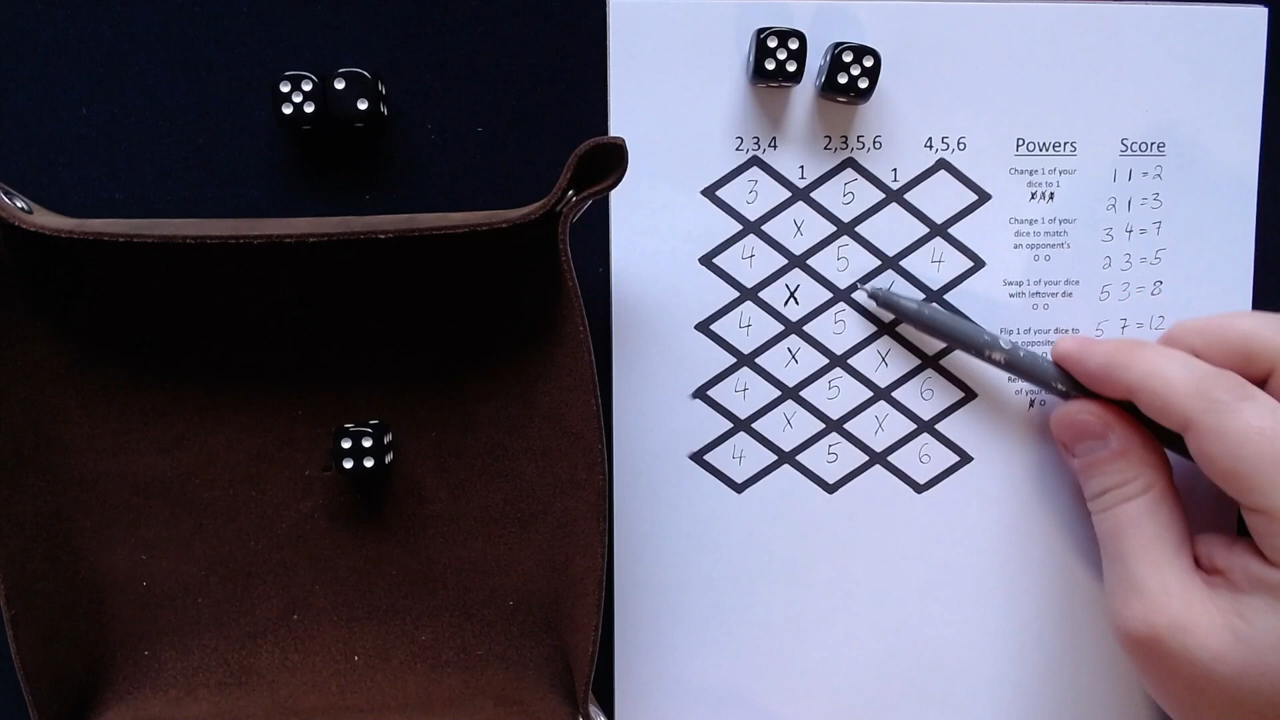 2,3,4 2,3,5,6 4,5,6
1 1
3 5
X
4 5 4
X
4 5
X X
4 5 6
X X
4 5 6
Powers
Change 1 of your
dice to 1
Change 1 of your
dice to match
an opponent's
O O
Swap 1 of your dice
with leftover die
O O
Flip 1 of your dice to
opposite
of your
O
Score
1 1 = 2
2 1 = 3
3 4 = 7
2 3 = 5
5 3 = 8
5 7 = 12